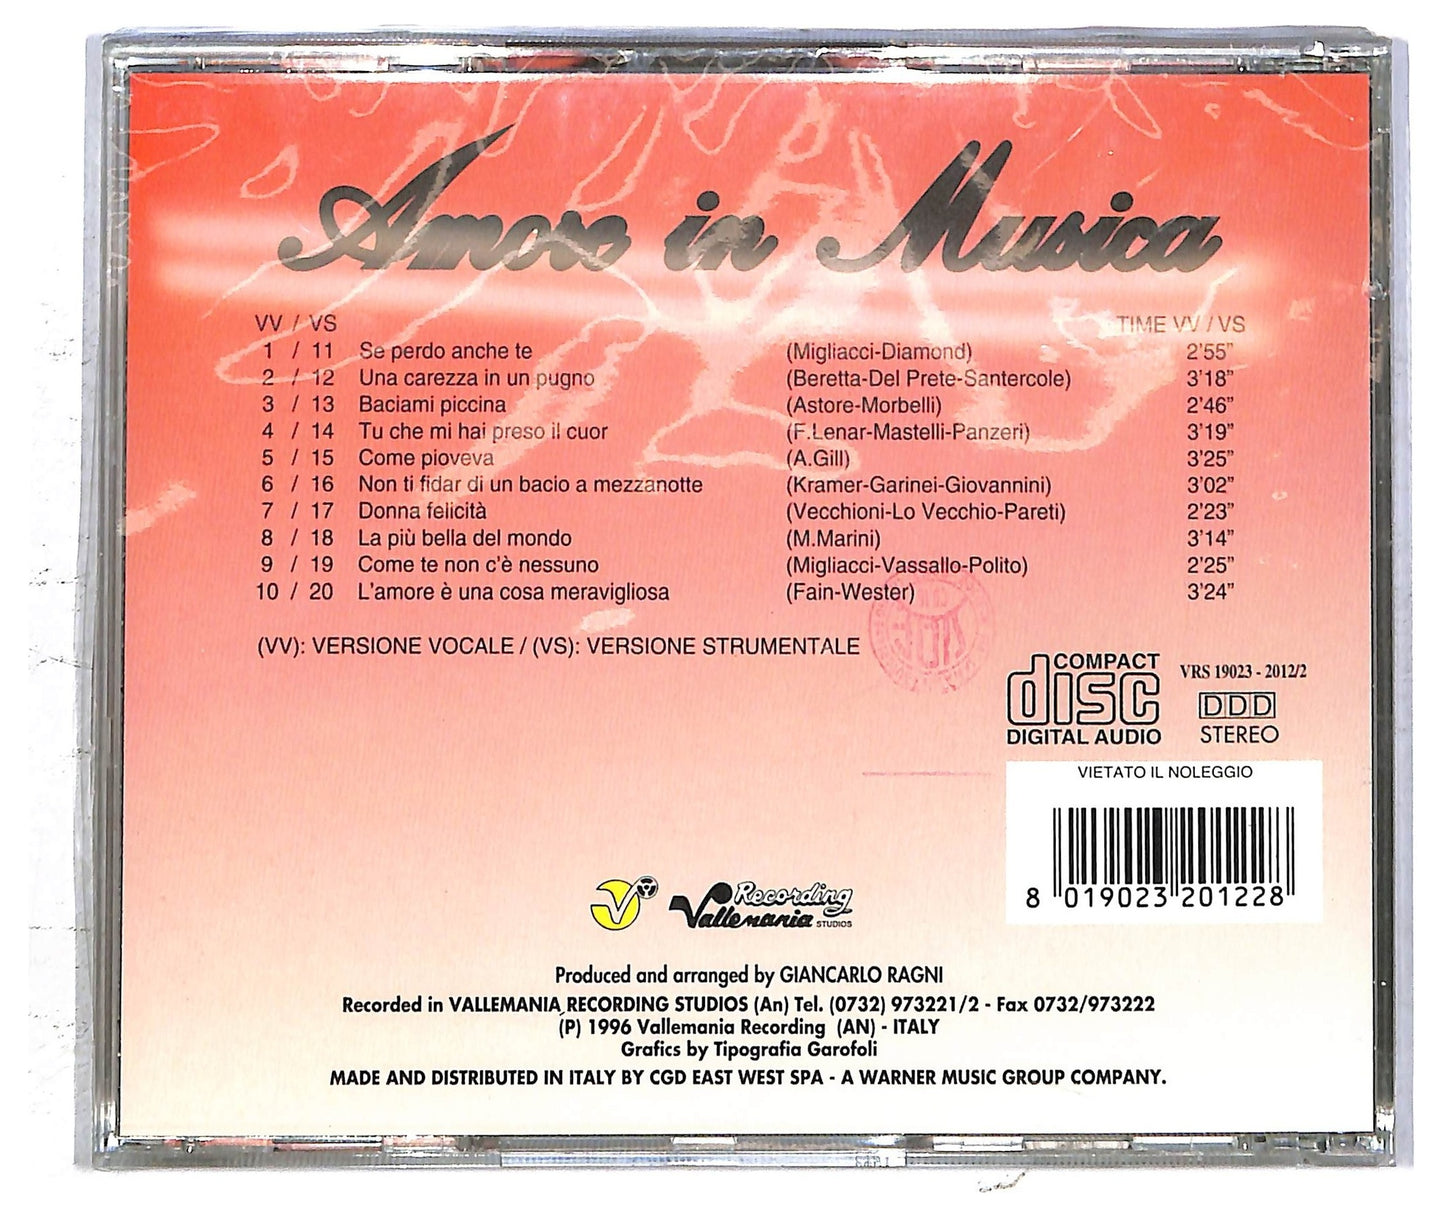 Amore in Musica
VV / VS TIME VV / VS
1 / 11 Se perdo anche te (Migliacci-Diamond) 2'55"
2 / 12 Una carezza in un pugno (Beretta-Del Prete-Santercole) 3'18"
3 / 13 Baciami piccina (Astore-Morbelli) 2'46"
4 / 14 Tu che mi hai preso il cuor (F.Lenar-Mastelli-Panzeri) 3'19"
5 / 15 Come pioveva (A.Gill) 3'25"
6 / 16 Non ti fidar di un bacio a mezzanotte (Kramer-Garinei-Giovannini) 3'02"
7 / 17 Donna felicità (Vecchioni-Lo Vecchio-Pareti) 2'23"
8 / 18 La più bella del mondo (M.Marini) 3'14"
9 / 19 Come te non c'è nessuno (Migliacci-Vassallo-Polito) 2'25"
10 / 20 L'amore è una cosa meravigliosa (Fain-Wester) 3'24"
(VV): VERSIONE VOCALE / (VS): VERSIONE STRUMENTALE
COMPACT
disc
DIGITAL AUDIO
VRS 19023 - 2012/2
DDD
STEREO
VIETATO IL NOLEGGIO
8 019023 201228
Recording
Vallemania STUDIOS
Produced and arranged by GIANCARLO RAGNI
Recorded in VALLEMANIA RECORDING STUDIOS (An) Tel. (0732) 973221/2 - Fax 0732/973222
(P) 1996 Vallemania Recording (AN) - ITALY
Grafics by Tipografia Garofoli
MADE AND DISTRIBUTED IN ITALY BY CGD EAST WEST SPA - A WARNER MUSIC GROUP COMPANY.